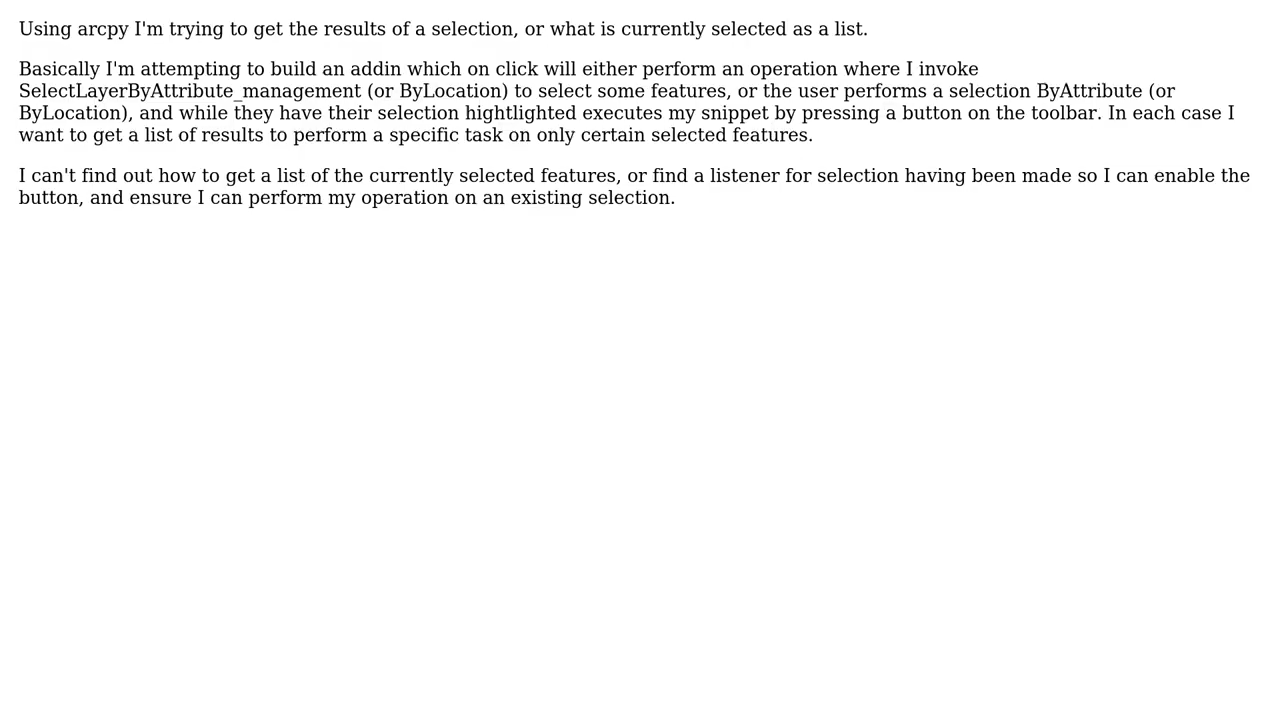 Using arcpy I'm trying to get the results of a selection, or what is currently selected as a list.
Basically I'm attempting to build an addin which on click will either perform an operation where I invoke
SelectLayerByAttribute_management (or ByLocation) to select some features, or the user performs a selection ByAttribute (or
ByLocation), and while they have their selection hightlighted executes my snippet by pressing a button on the toolbar. In each case I
want to get a list of results to perform a specific task on only certain selected features.
I can't find out how to get a list of the currently selected features, or find a listener for selection having been made so I can enable the
button, and ensure I can perform my operation on an existing selection.